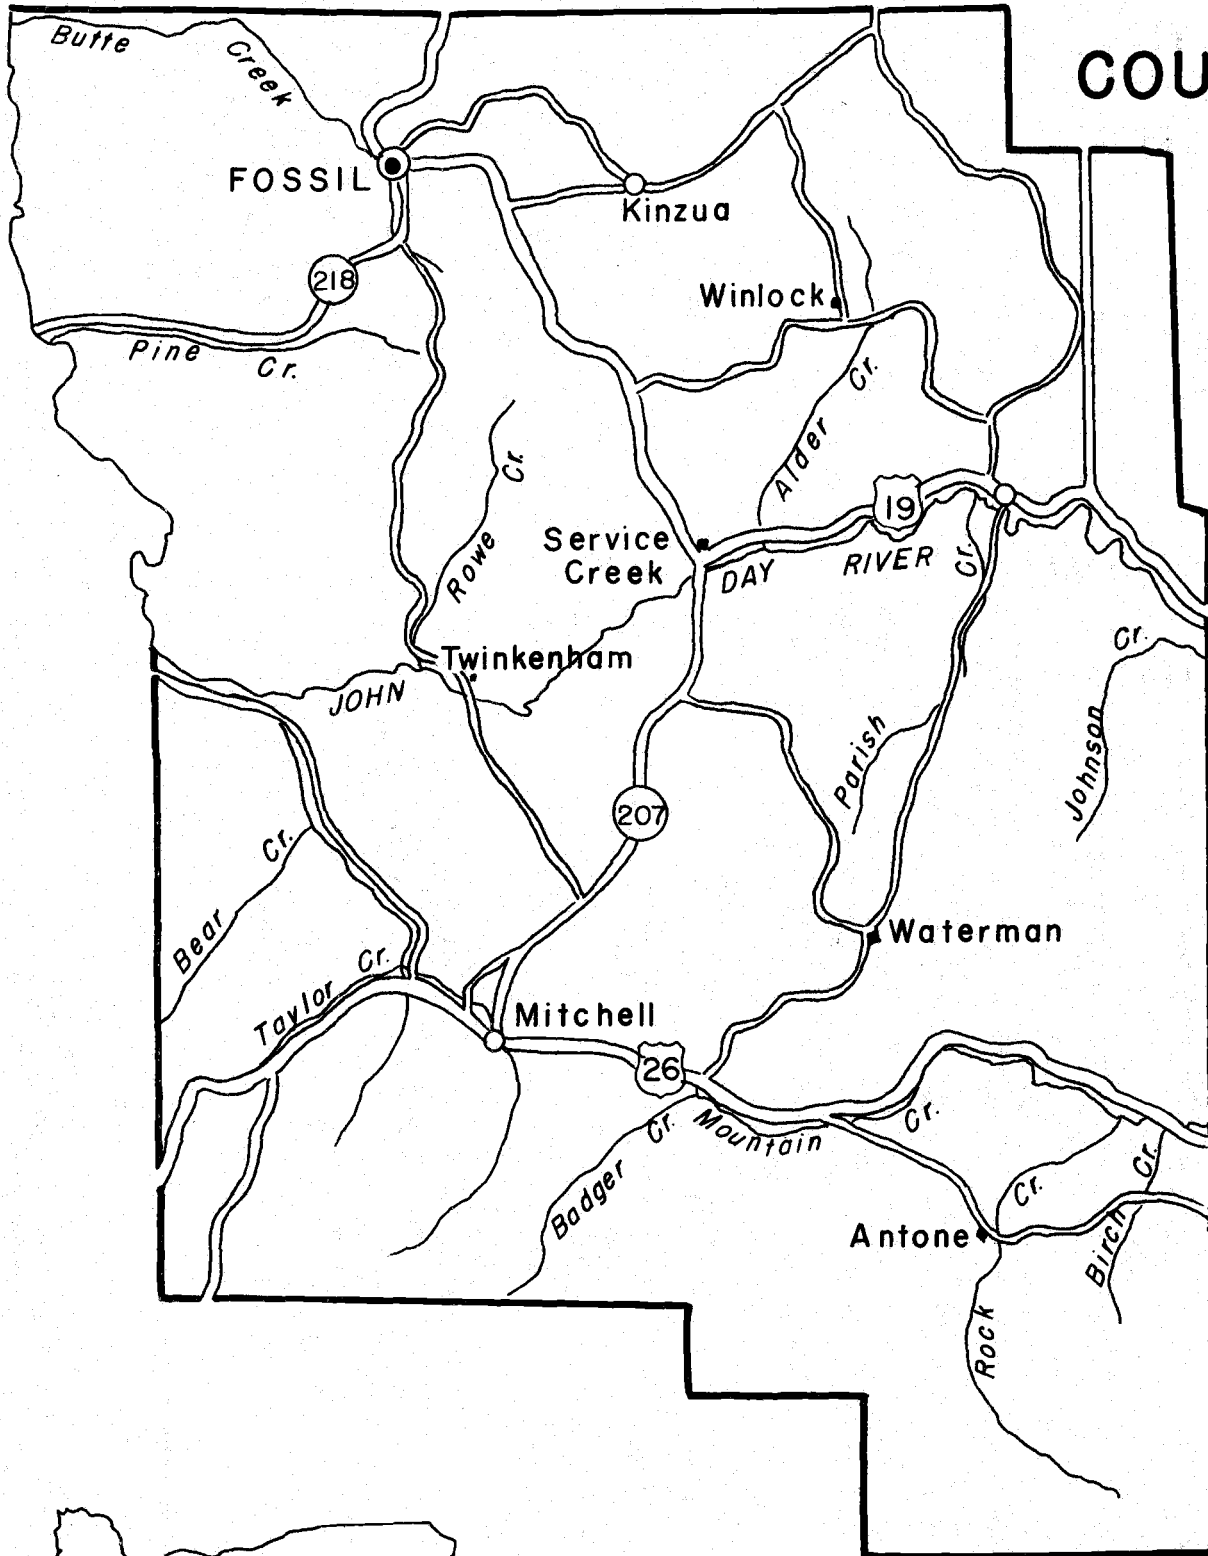 Butte Creek
COU
FOSSIL
Kinzua
218
Winlock
Pine Cr.
Alder Cr.
Rowe Cr.
19
Service
Creek
DAY RIVER
Cr.
Twinkenham
JOHN
Parish
Johnson Cr.
207
Bear Cr.
Waterman
Taylor Cr.
Mitchell
26
Badger Cr.
Mountain Cr.
Antone
Rock Cr.
Birch Cr.